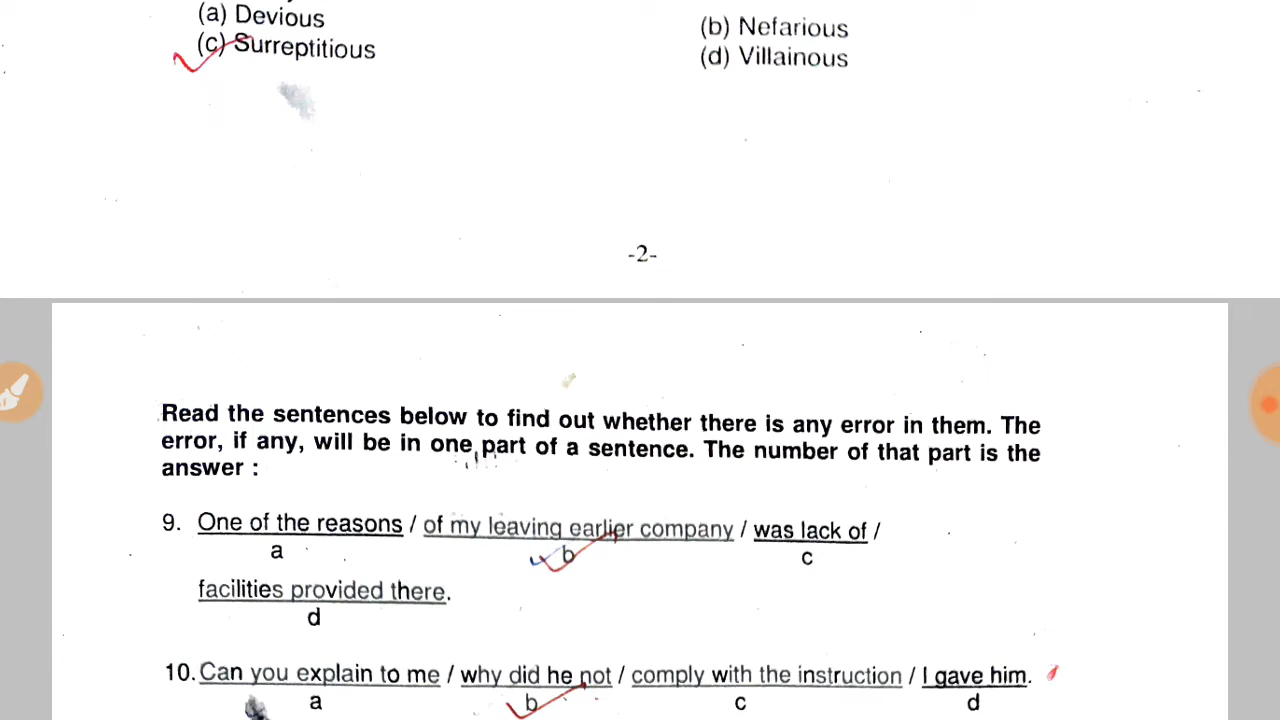 (a) Devious
(b) Nefarious
(c) Surreptitious
(d) Villainous
-2-
Read the sentences below to find out whether there is any error in them. The
error, if any, will be in one part of a sentence. The number of that part is the
answer :
9. One of the reasons / of my leaving earlier company / was lack of /
a b c
facilities provided there.
d
10. Can you explain to me / why did he not / comply with the instruction / I gave him.
a b c d